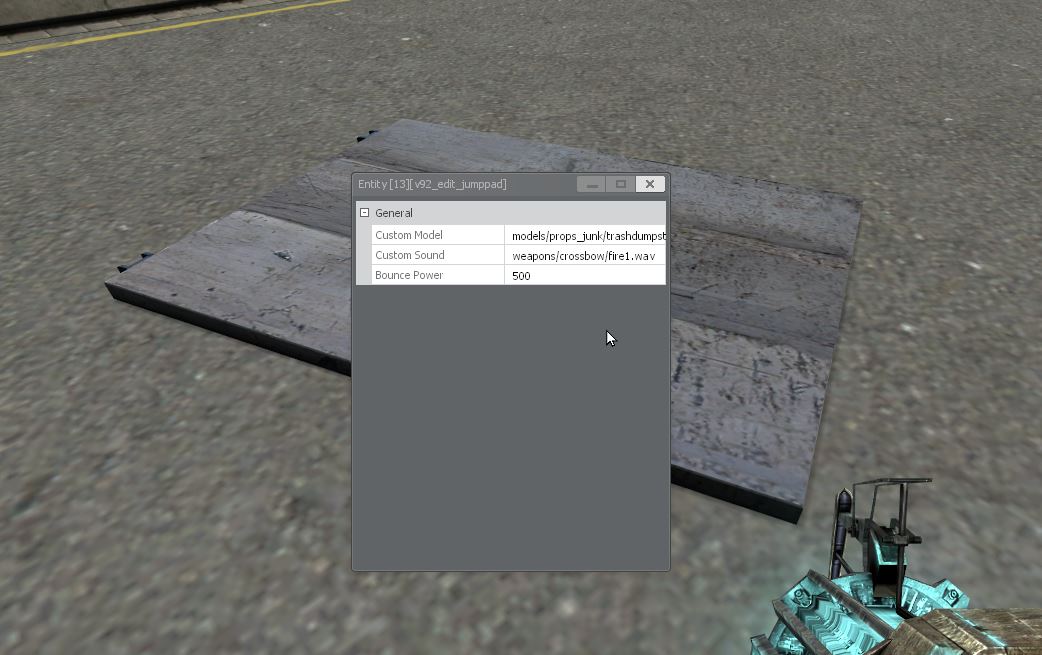 Entity [13][v92_edit_jumppad]
General
Custom Model models/props_junk/trashdumpst
Custom Sound weapons/crossbow/fire1.wav
Bounce Power 500